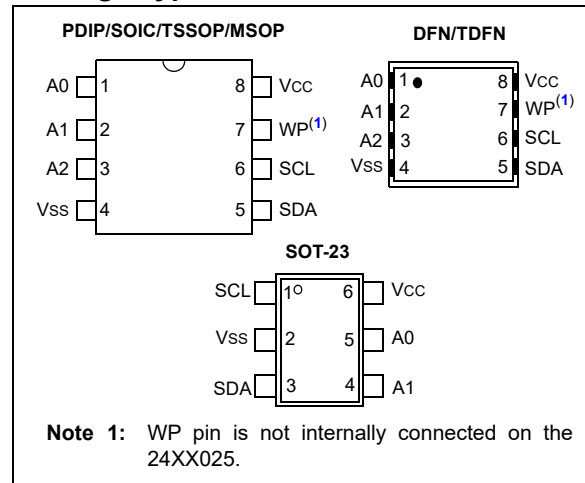 PDIP/SOIC/TSSOP/MSOP
A0 1 8 VCC
A1 2 7 WP(1)
A2 3 6 SCL
VSS 4 5 SDA
DFN/TDFN
A0 1 8 VCC
A1 2 7 WP(1)
A2 3 6 SCL
VSS 4 5 SDA
SOT-23
SCL 1 6 VCC
VSS 2 5 A0
SDA 3 4 A1
Note 1: WP pin is not internally connected on the
24XX025.